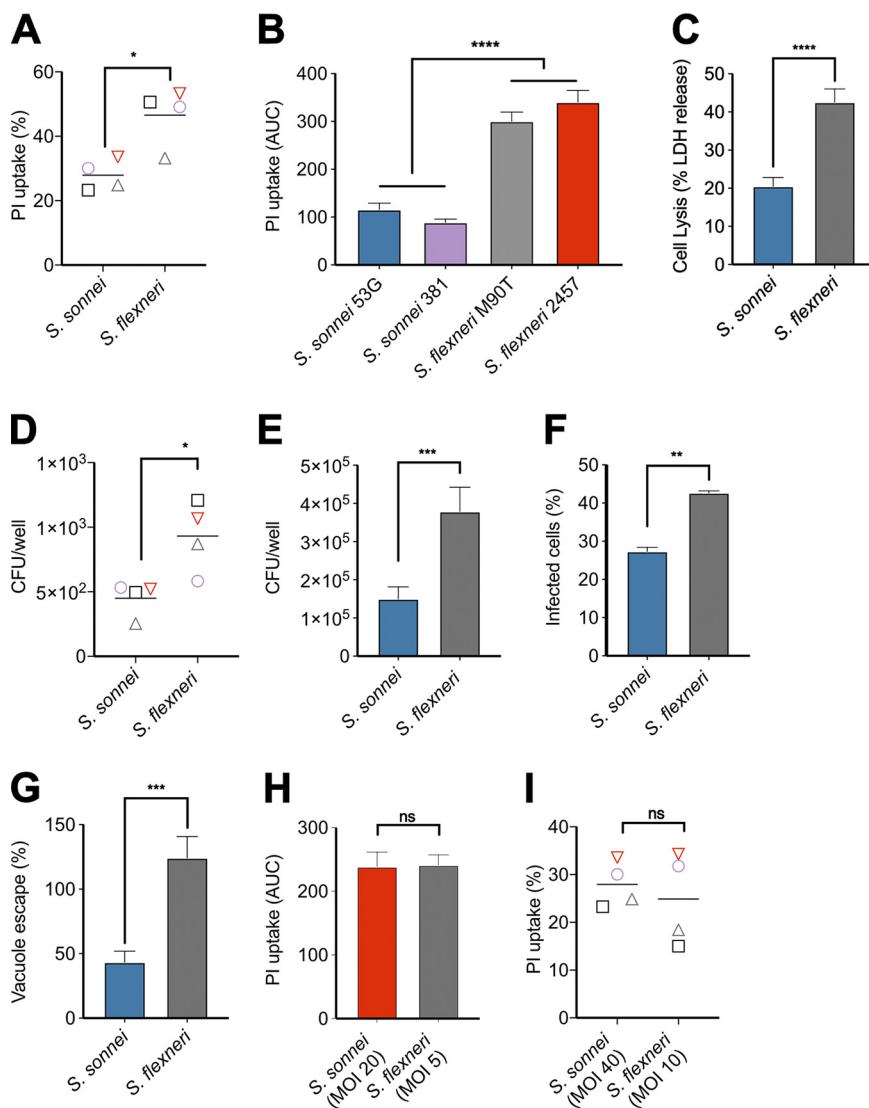 A
*
PI uptake (%)
60
40
20
0
S. sonnei
S. flexneri
B
****
PI uptake (AUC)
400
300
200
100
0
S. sonnei 53G
S. sonnei 381
S. flexneri M90T
S. flexneri 2457
C
****
Cell Lysis (% LDH release)
50
40
30
20
10
0
S. sonnei
S. flexneri
D
*
CFU/well
1×10³
1×10³
5×10²
0
S. sonnei
S. flexneri
E
***
CFU/well
5×10⁵
4×10⁵
3×10⁵
2×10⁵
1×10⁵
0
S. sonnei
S. flexneri
F
**
Infected cells (%)
50
40
30
20
10
0
S. sonnei
S. flexneri
G
***
Vacuole escape (%)
150
100
50
0
S. sonnei
S. flexneri
H
ns
PI uptake (AUC)
300
200
100
0
S. sonnei
(MOI 20)
S. flexneri
(MOI 5)
I
ns
PI uptake (%)
40
30
20
10
0
S. sonnei
(MOI 40)
S. flexneri
(MOI 10)